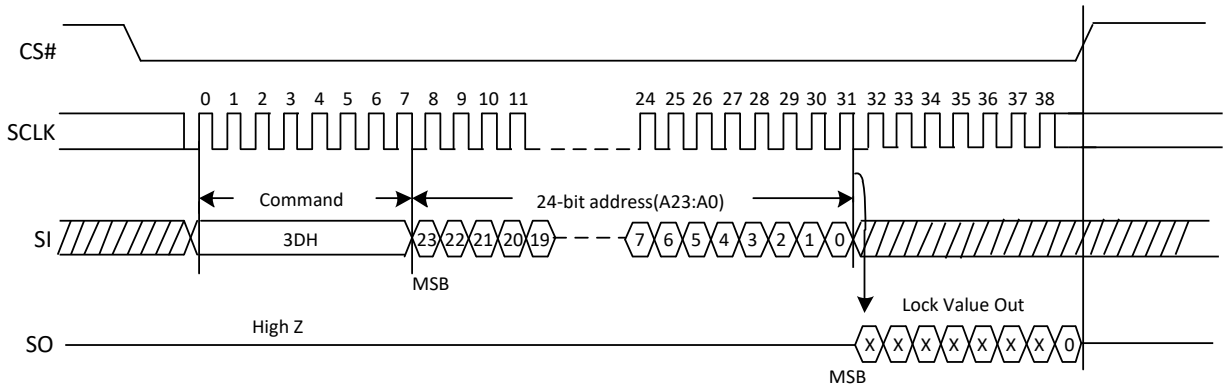 CS#
0 1 2 3 4 5 6 7 8 9 10 11 24 25 26 27 28 29 30 31 32 33 34 35 36 37 38
SCLK
Command 24-bit address(A23:A0)
SI 3DH 23 22 21 20 19 7 6 5 4 3 2 1 0
MSB
High Z Lock Value Out
SO X X X X X X X 0
MSB